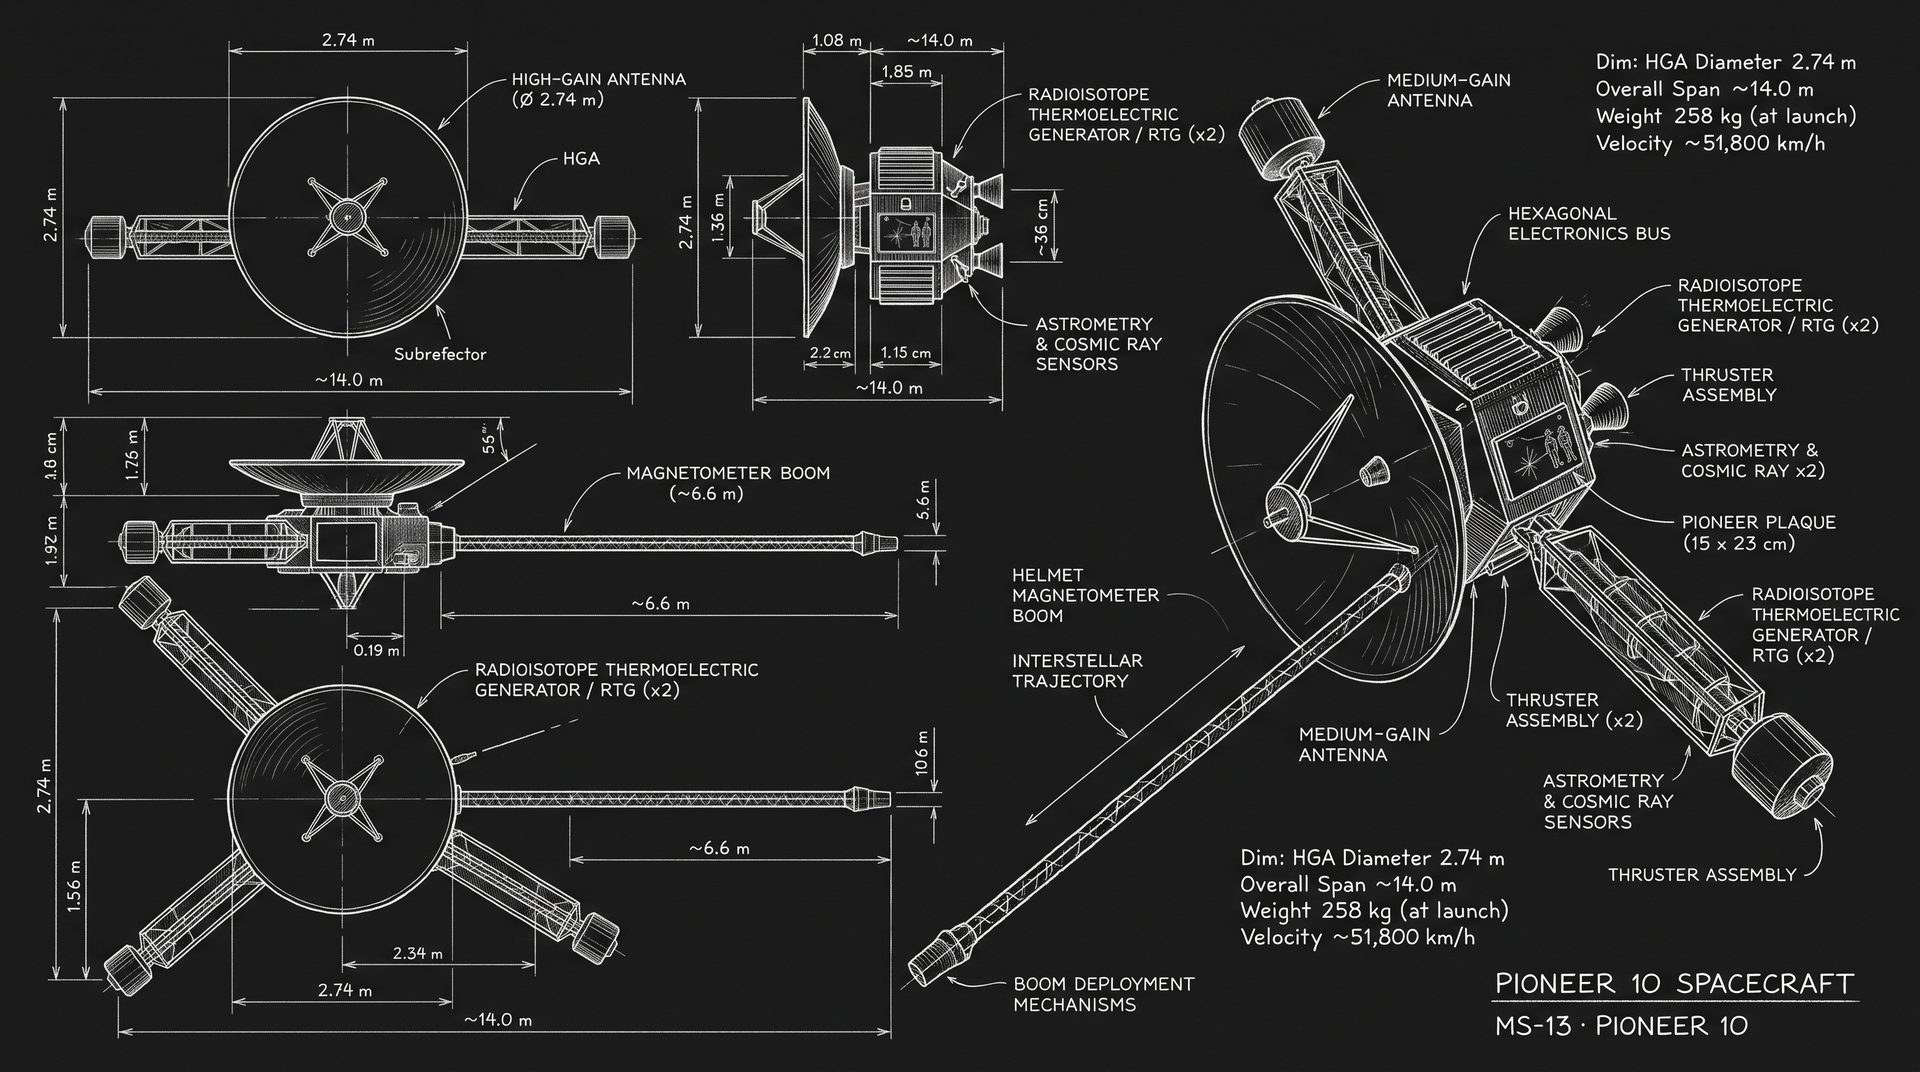 2.74 m
HIGH-GAIN ANTENNA
(Ø 2.74 m)
HGA
2.74 m
Subrefector
~14.0 m
1.08 m
~14.0 m
1.85 m
RADIOISOTOPE
THERMOELECTRIC
GENERATOR / RTG (x2)
2.74 m
1.36 m
~36 cm
ASTROMETRY
& COSMIC RAY
SENSORS
2.2 cm
1.15 cm
~14.0 m
MEDIUM-GAIN
ANTENNA
Dim: HGA Diameter 2.74 m
Overall Span ~14.0 m
Weight 258 kg (at launch)
Velocity ~51,800 km/h
HEXAGONAL
ELECTRONICS BUS
RADIOISOTOPE
THERMOELECTRIC
GENERATOR / RTG (x2)
THRUSTER
ASSEMBLY
ASTROMETRY &
COSMIC RAY x2)
PIONEER PLAQUE
(15 x 23 cm)
RADIOISOTOPE
THERMOELECTRIC
GENERATOR /
RTG (x2)
1.76 m
1.92 m
MAGNETOMETER BOOM
(~6.6 m)
5.6 m
~6.6 m
0.19 m
HELMET
MAGNETOMETER
BOOM
INTERSTELLAR
TRAJECTORY
MEDIUM-GAIN
ANTENNA
THRUSTER
ASSEMBLY (x2)
ASTROMETRY
& COSMIC RAY
SENSORS
THRUSTER ASSEMBLY
RADIOISOTOPE THERMOELECTRIC
GENERATOR / RTG (x2)
2.74 m
1.56 m
10.6 m
~6.6 m
2.34 m
2.74 m
~14.0 m
BOOM DEPLOYMENT
MECHANISMS
Dim: HGA Diameter 2.74 m
Overall Span ~14.0 m
Weight 258 kg (at launch)
Velocity ~51,800 km/h
PIONEER 10 SPACECRAFT
MS-13 · PIONEER 10